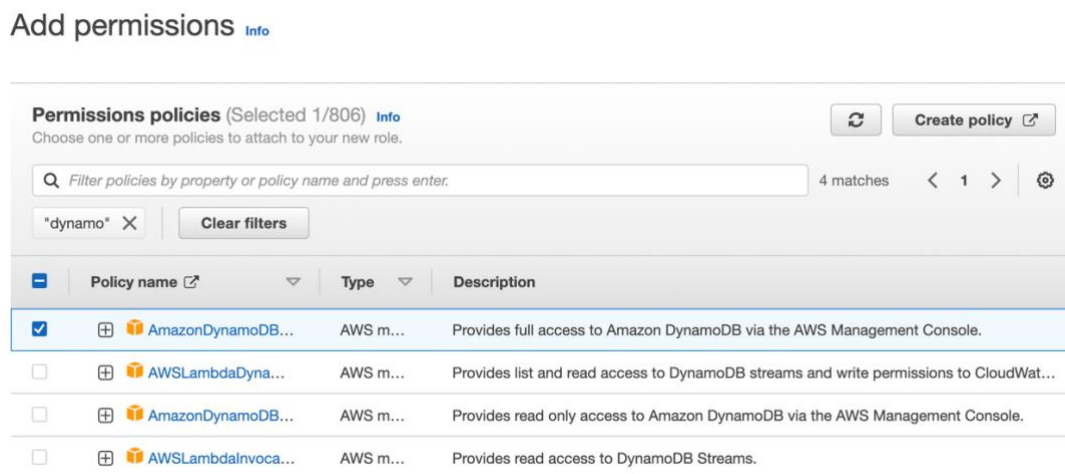 Add permissions Info
Permissions policies (Selected 1/806) Info
Choose one or more policies to attach to your new role.
Create policy
Filter policies by property or policy name and press enter.
4 matches
1
"dynamo"
Clear filters
Policy name Type Description
AmazonDynamoDB... AWS m... Provides full access to Amazon DynamoDB via the AWS Management Console.
AWSLambdaDyna... AWS m... Provides list and read access to DynamoDB streams and write permissions to CloudWat...
AmazonDynamoDB... AWS m... Provides read only access to Amazon DynamoDB via the AWS Management Console.
AWSLambdaInvoca... AWS m... Provides read access to DynamoDB Streams.